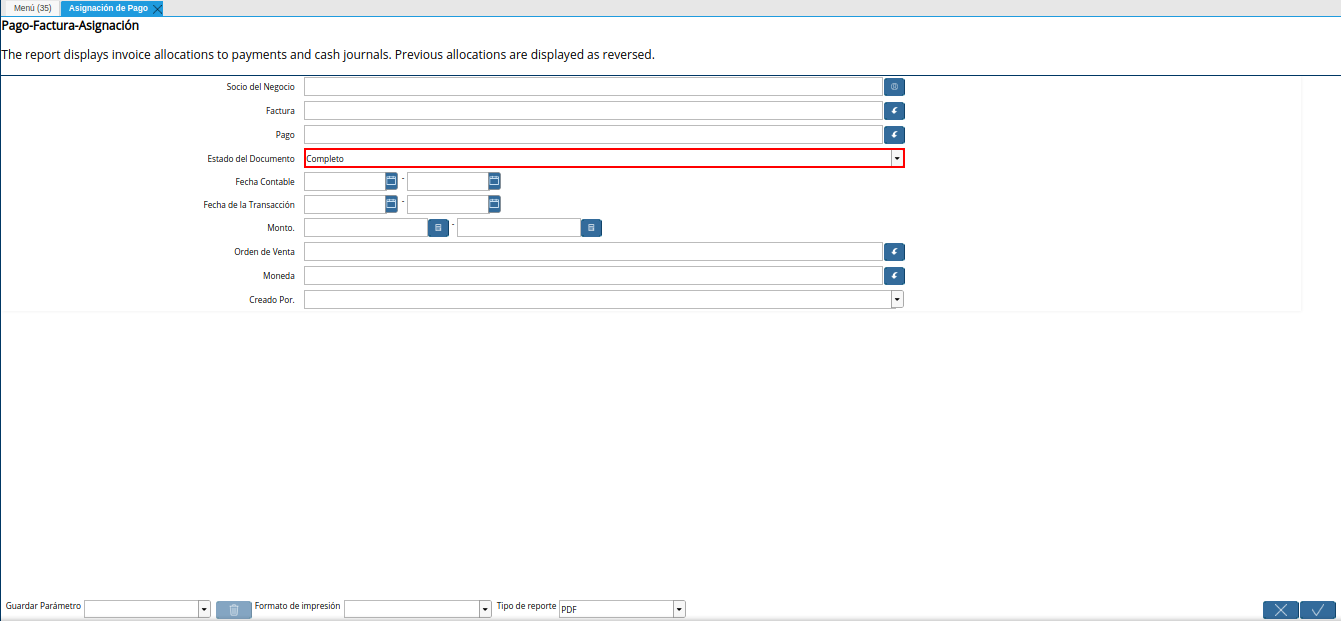 Menú (35) Asignación de Pago
Pago-Factura-Asignación
The report displays invoice allocations to payments and cash journals. Previous allocations are displayed as reversed.
Socio del Negocio
Factura
Pago
Estado del Documento Completo
Fecha Contable -
Fecha de la Transacción -
Monto. -
Orden de Venta
Moneda
Creado Por.
Guardar Parámetro Formato de impresión Tipo de reporte PDF